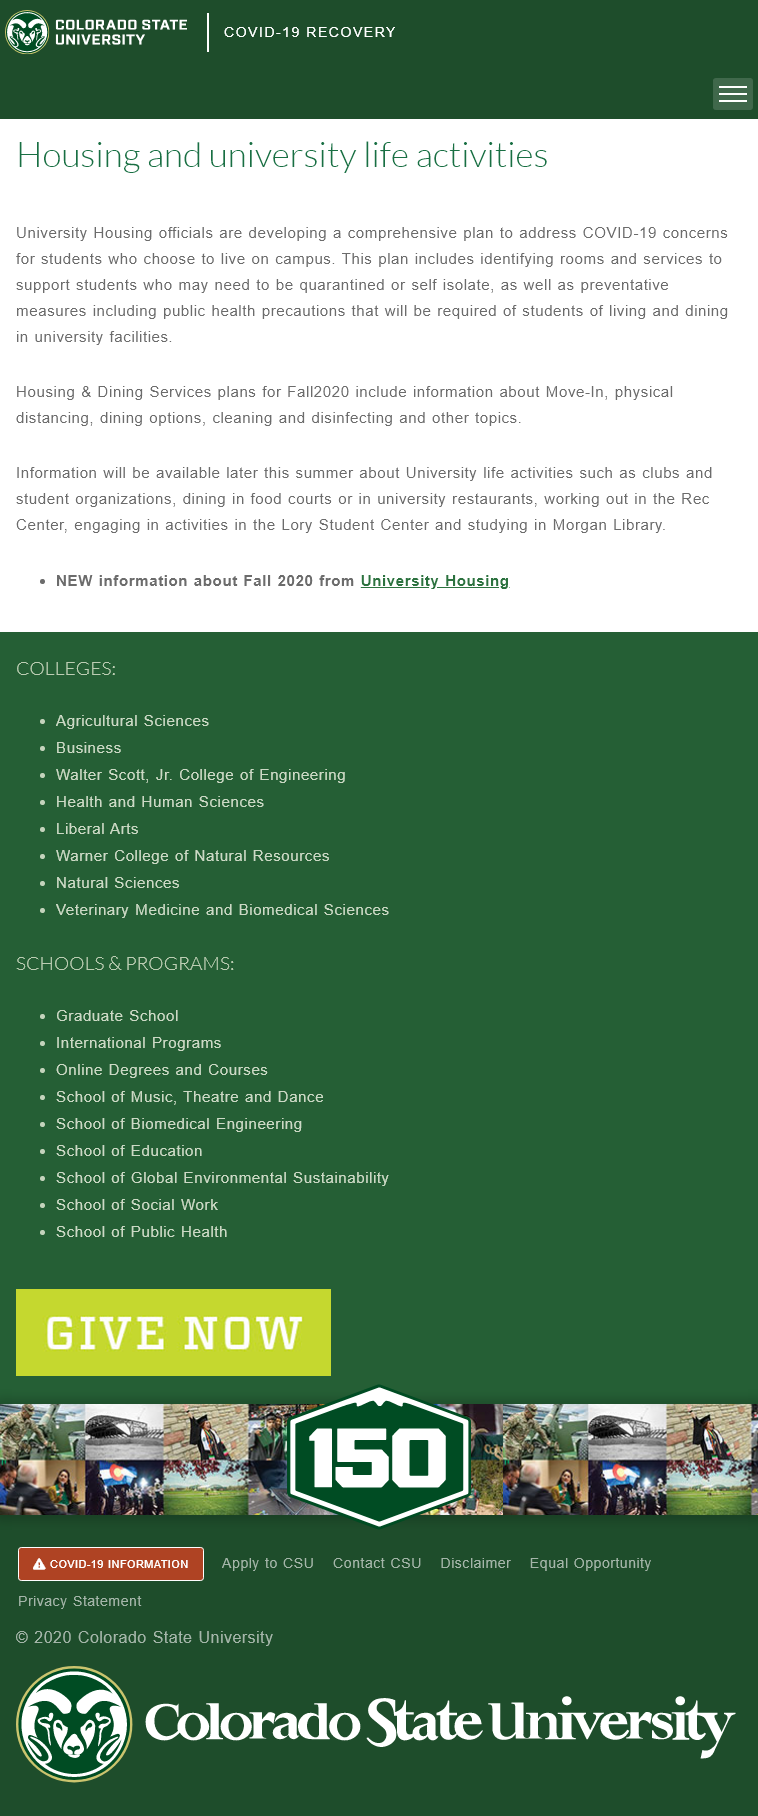 COLORADO STATE
UNIVERSITY
COVID-19 RECOVERY
Housing and university life activities
University Housing officials are developing a comprehensive plan to address COVID-19 concerns
for students who choose to live on campus. This plan includes identifying rooms and services to
support students who may need to be quarantined or self isolate, as well as preventative
measures including public health precautions that will be required of students of living and dining
in university facilities.
Housing & Dining Services plans for Fall2020 include information about Move-In, physical
distancing, dining options, cleaning and disinfecting and other topics.
Information will be available later this summer about University life activities such as clubs and
student organizations, dining in food courts or in university restaurants, working out in the Rec
Center, engaging in activities in the Lory Student Center and studying in Morgan Library.
• NEW information about Fall 2020 from University Housing
COLLEGES:
• Agricultural Sciences
• Business
• Walter Scott, Jr. College of Engineering
• Health and Human Sciences
• Liberal Arts
• Warner College of Natural Resources
• Natural Sciences
• Veterinary Medicine and Biomedical Sciences
SCHOOLS & PROGRAMS:
• Graduate School
• International Programs
• Online Degrees and Courses
• School of Music, Theatre and Dance
• School of Biomedical Engineering
• School of Education
• School of Global Environmental Sustainability
• School of Social Work
• School of Public Health
GIVE NOW
150
COVID-19 INFORMATION Apply to CSU Contact CSU Disclaimer Equal Opportunity
Privacy Statement
© 2020 Colorado State University
Colorado State University